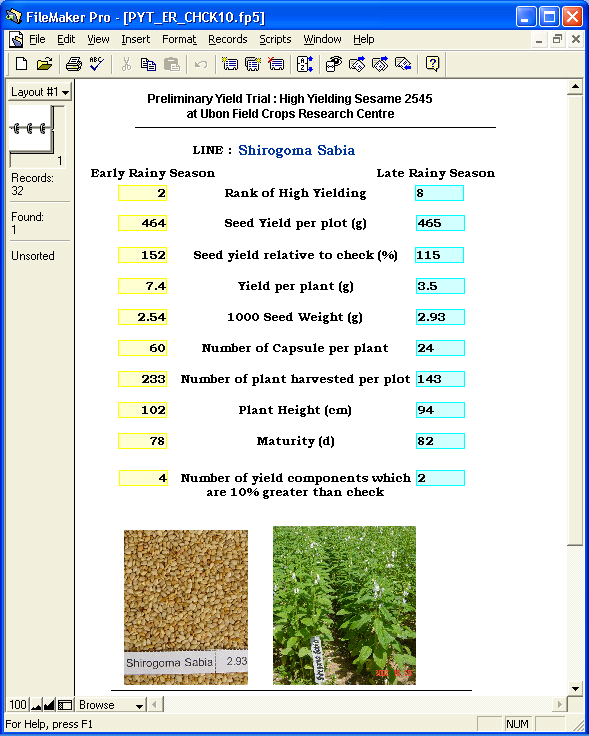 FileMaker Pro - [PYT_ER_CHCK10.fp5]
File Edit View Insert Format Records Scripts Window Help
Layout #1
1
Records:
32
Found:
1
Unsorted
Preliminary Yield Trial : High Yielding Sesame 2545
at Ubon Field Crops Research Centre
LINE : Shirogoma Sabia
Early Rainy Season Late Rainy Season
2 Rank of High Yielding 8
464 Seed Yield per plot (g) 465
152 Seed yield relative to check (%) 115
7.4 Yield per plant (g) 3.5
2.54 1000 Seed Weight (g) 2.93
60 Number of Capsule per plant 24
233 Number of plant harvested per plot 143
102 Plant Height (cm) 94
78 Maturity (d) 82
4 Number of yield components which 2
are 10% greater than check
Shirogoma Sabia 2.93
100 Browse
For Help, press F1 NUM